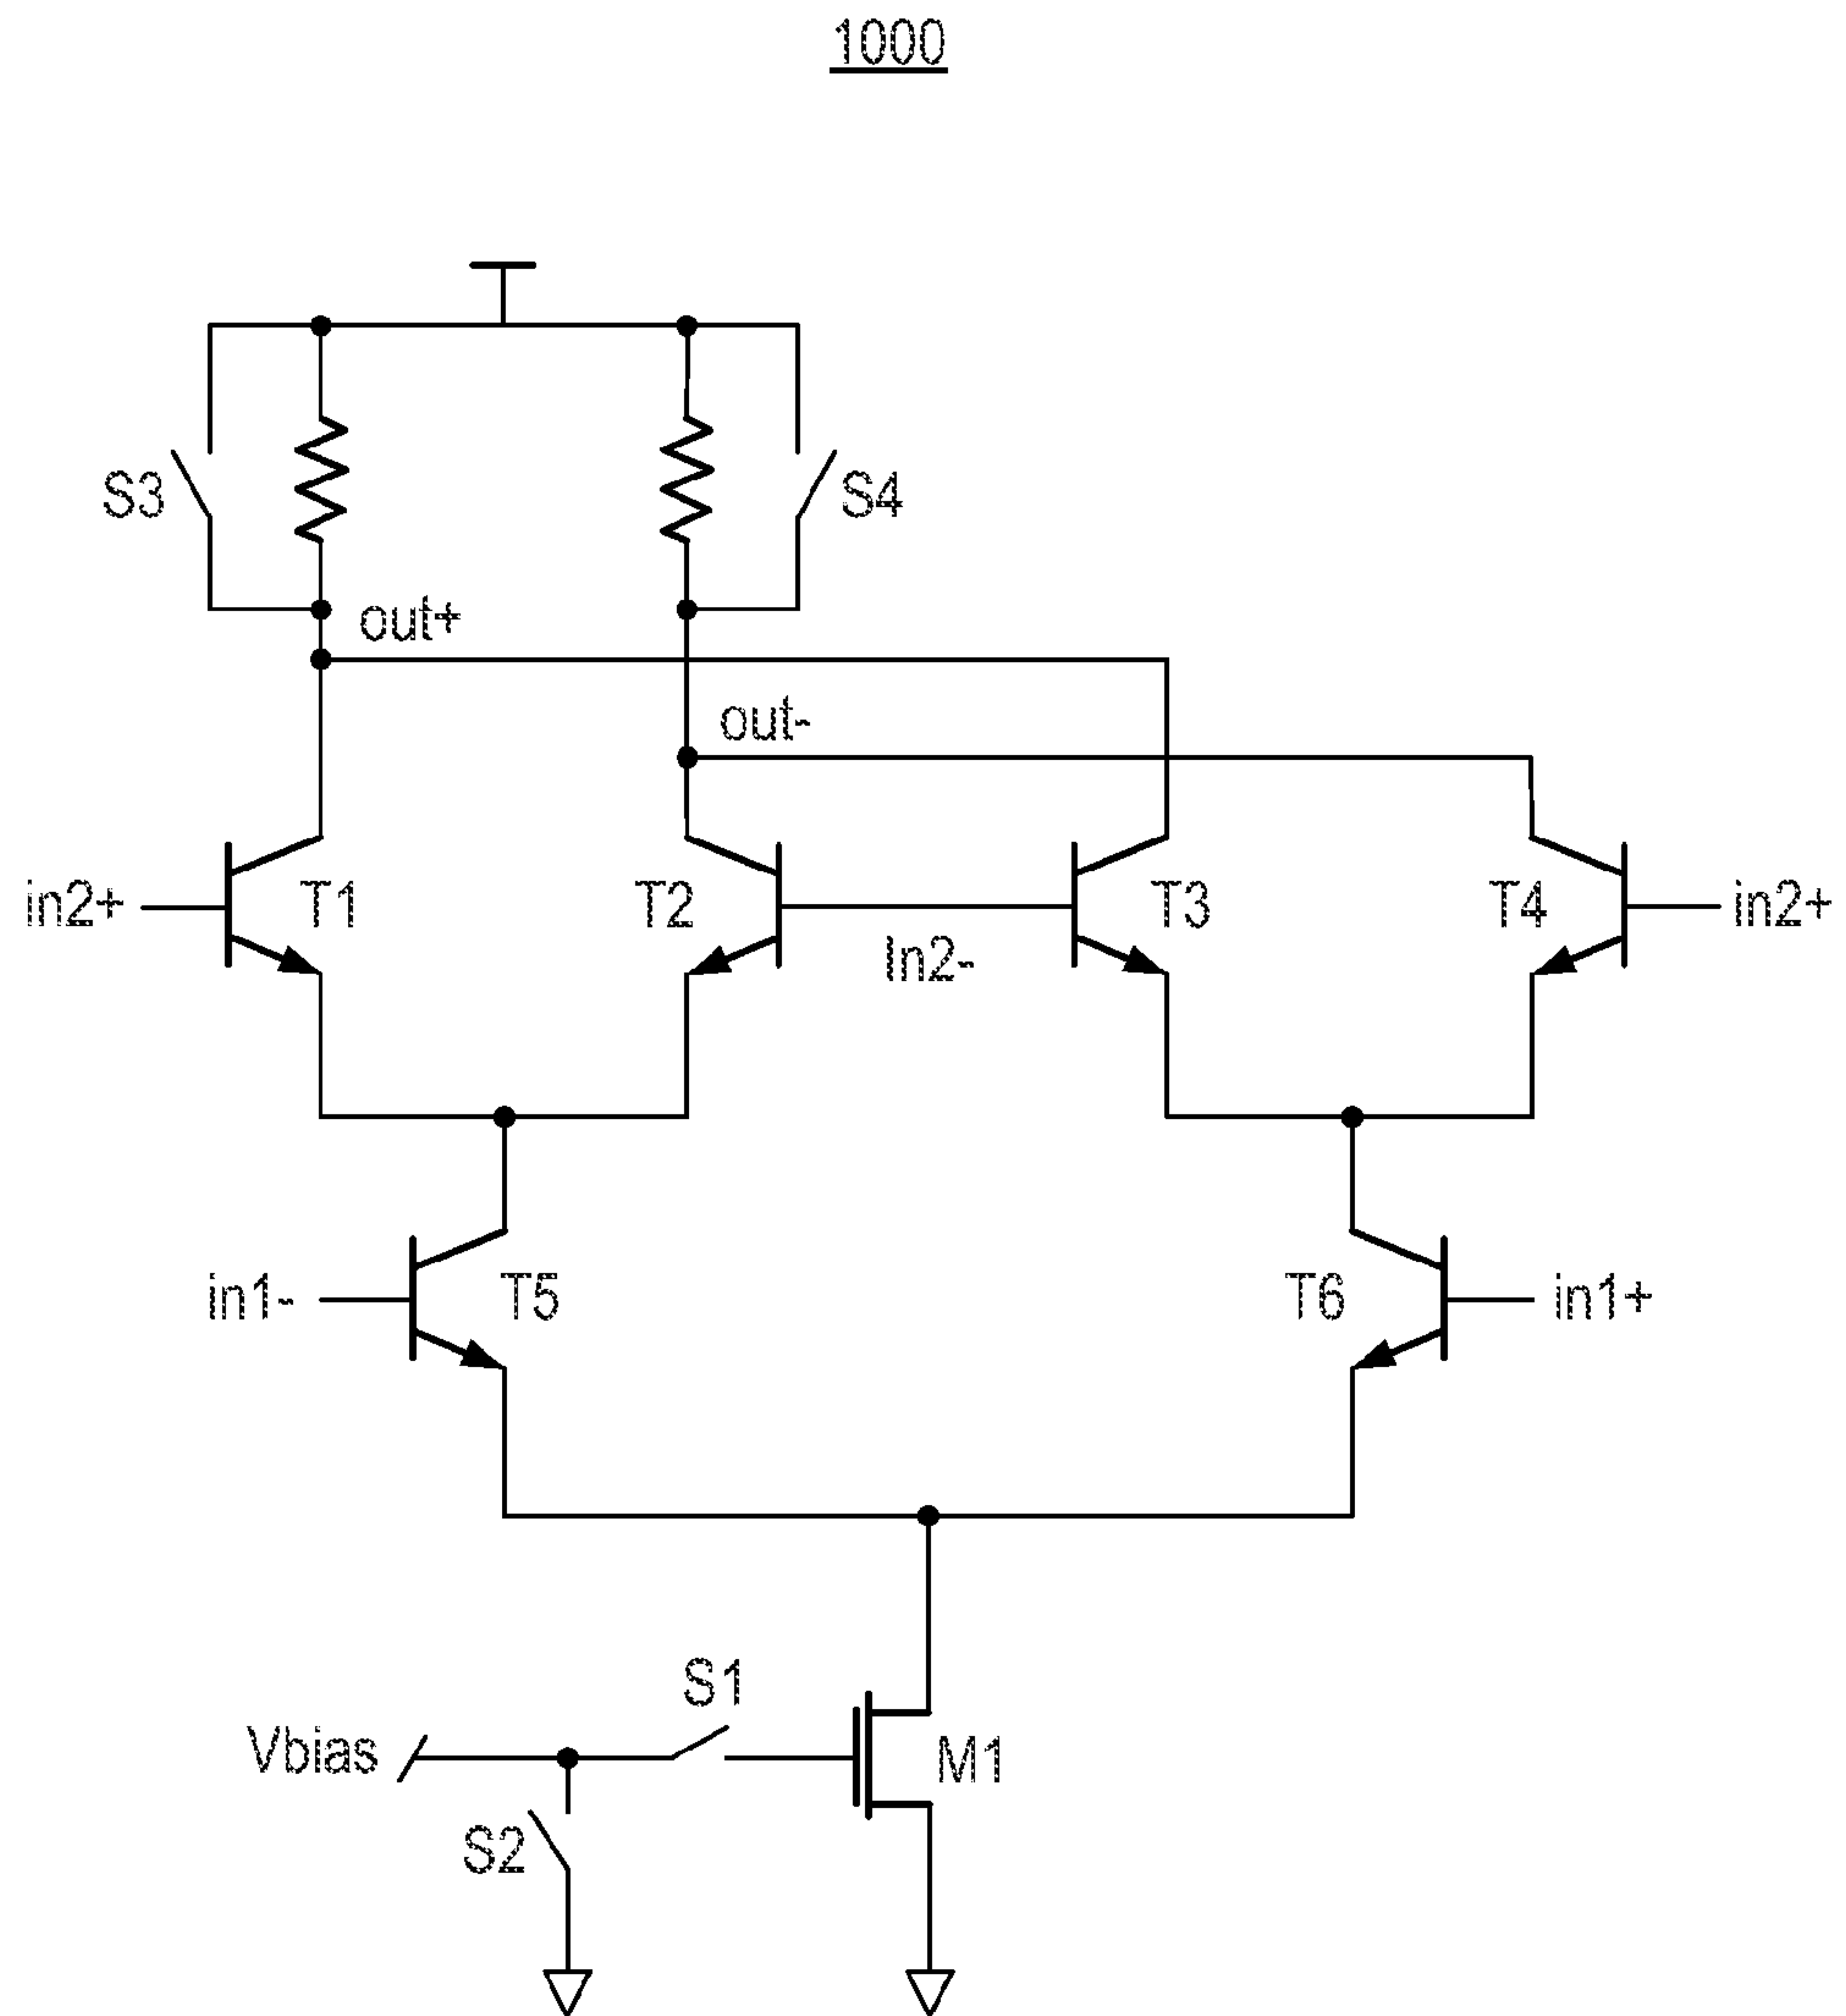 1000
S3
S4
out+
out-
in2+
T1
T2
In2-
T3
T4
in2+
in1-
T5
T6
in1+
S1
Vbias
M1
S2